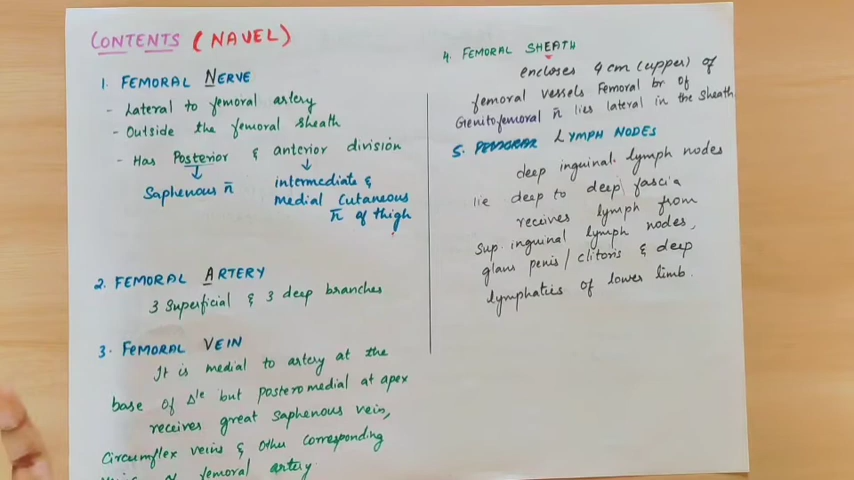 CONTENTS (NAVEL)
1. FEMORAL NERVE
- Lateral to femoral artery
- Outside the femoral sheath
- Has Posterior & anterior division
Saphenous n̄
intermediate &
medial cutaneous
n̄ of thigh
2. FEMORAL ARTERY
3 superficial & 3 deep branches
3. FEMORAL VEIN
It is medial to artery at the
base of Δle but posteromedial at apex
receives great saphenous vein,
circumflex veins & other corresponding
femoral artery
4. FEMORAL SHEATH
encloses 4 cm (upper) of
femoral vessels Femoral br of
Genitofemoral n̄ lies lateral in the sheath
5. LYMPH NODES
deep inguinal lymph nodes
lie deep to deep fascia
receives lymph from
sup. inguinal lymph nodes,
glans penis/clitoris & deep
lymphatics of lower limb.